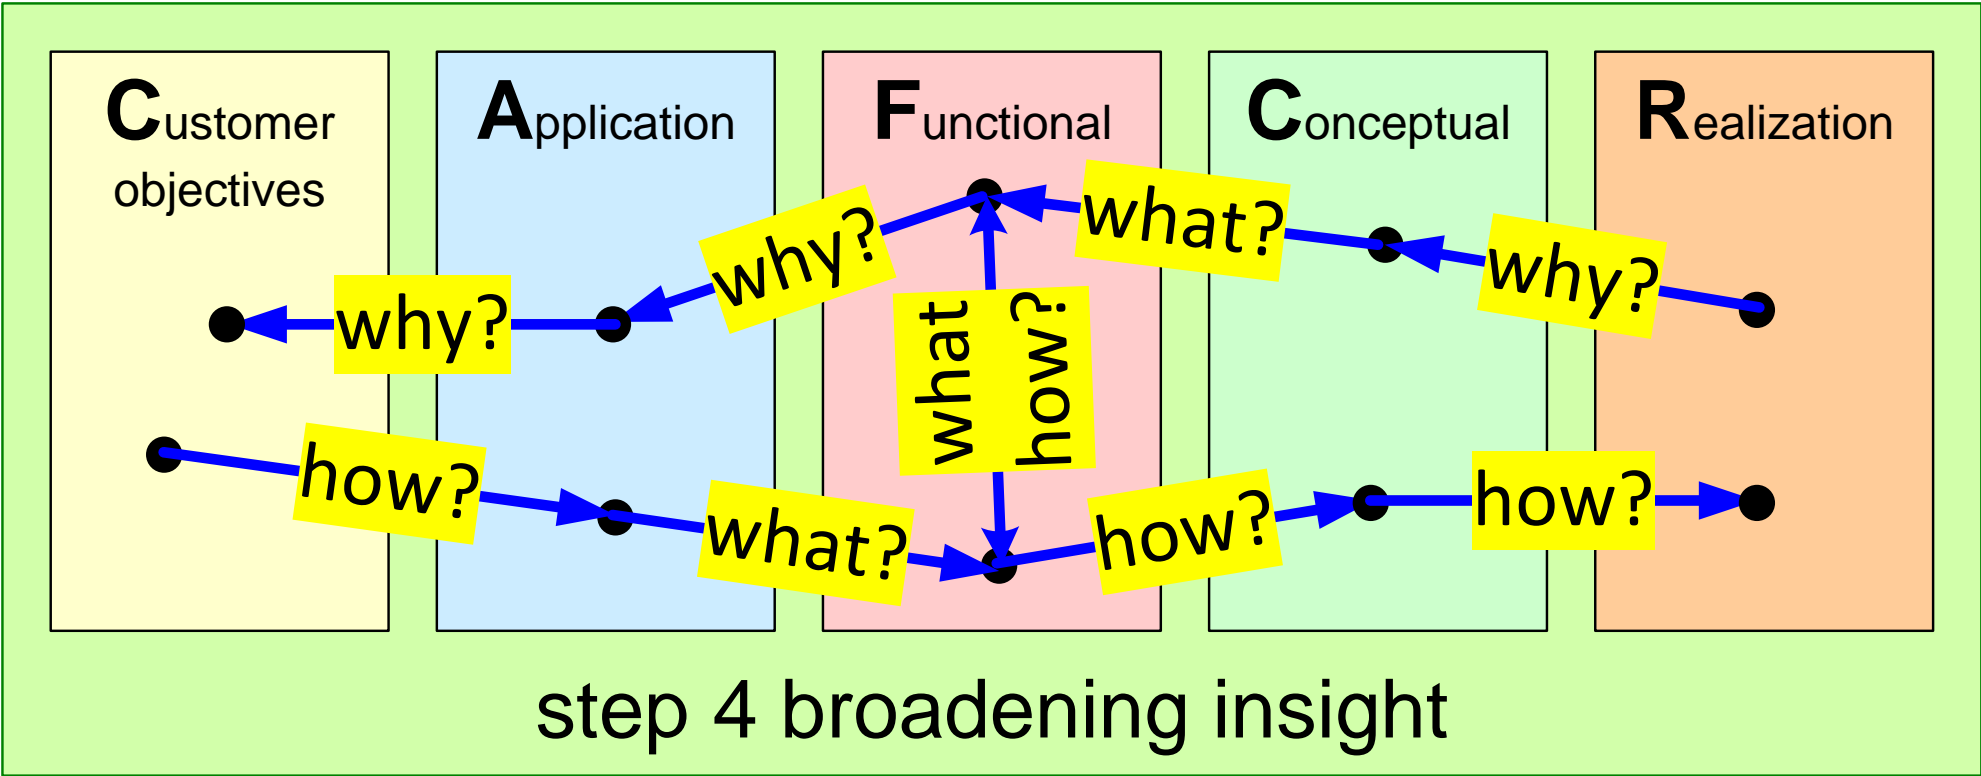 Customer
objectives
Application
Functional
Conceptual
Realization
why?
why?
what?
why?
what
how?
how?
what?
how?
how?
step 4 broadening insight